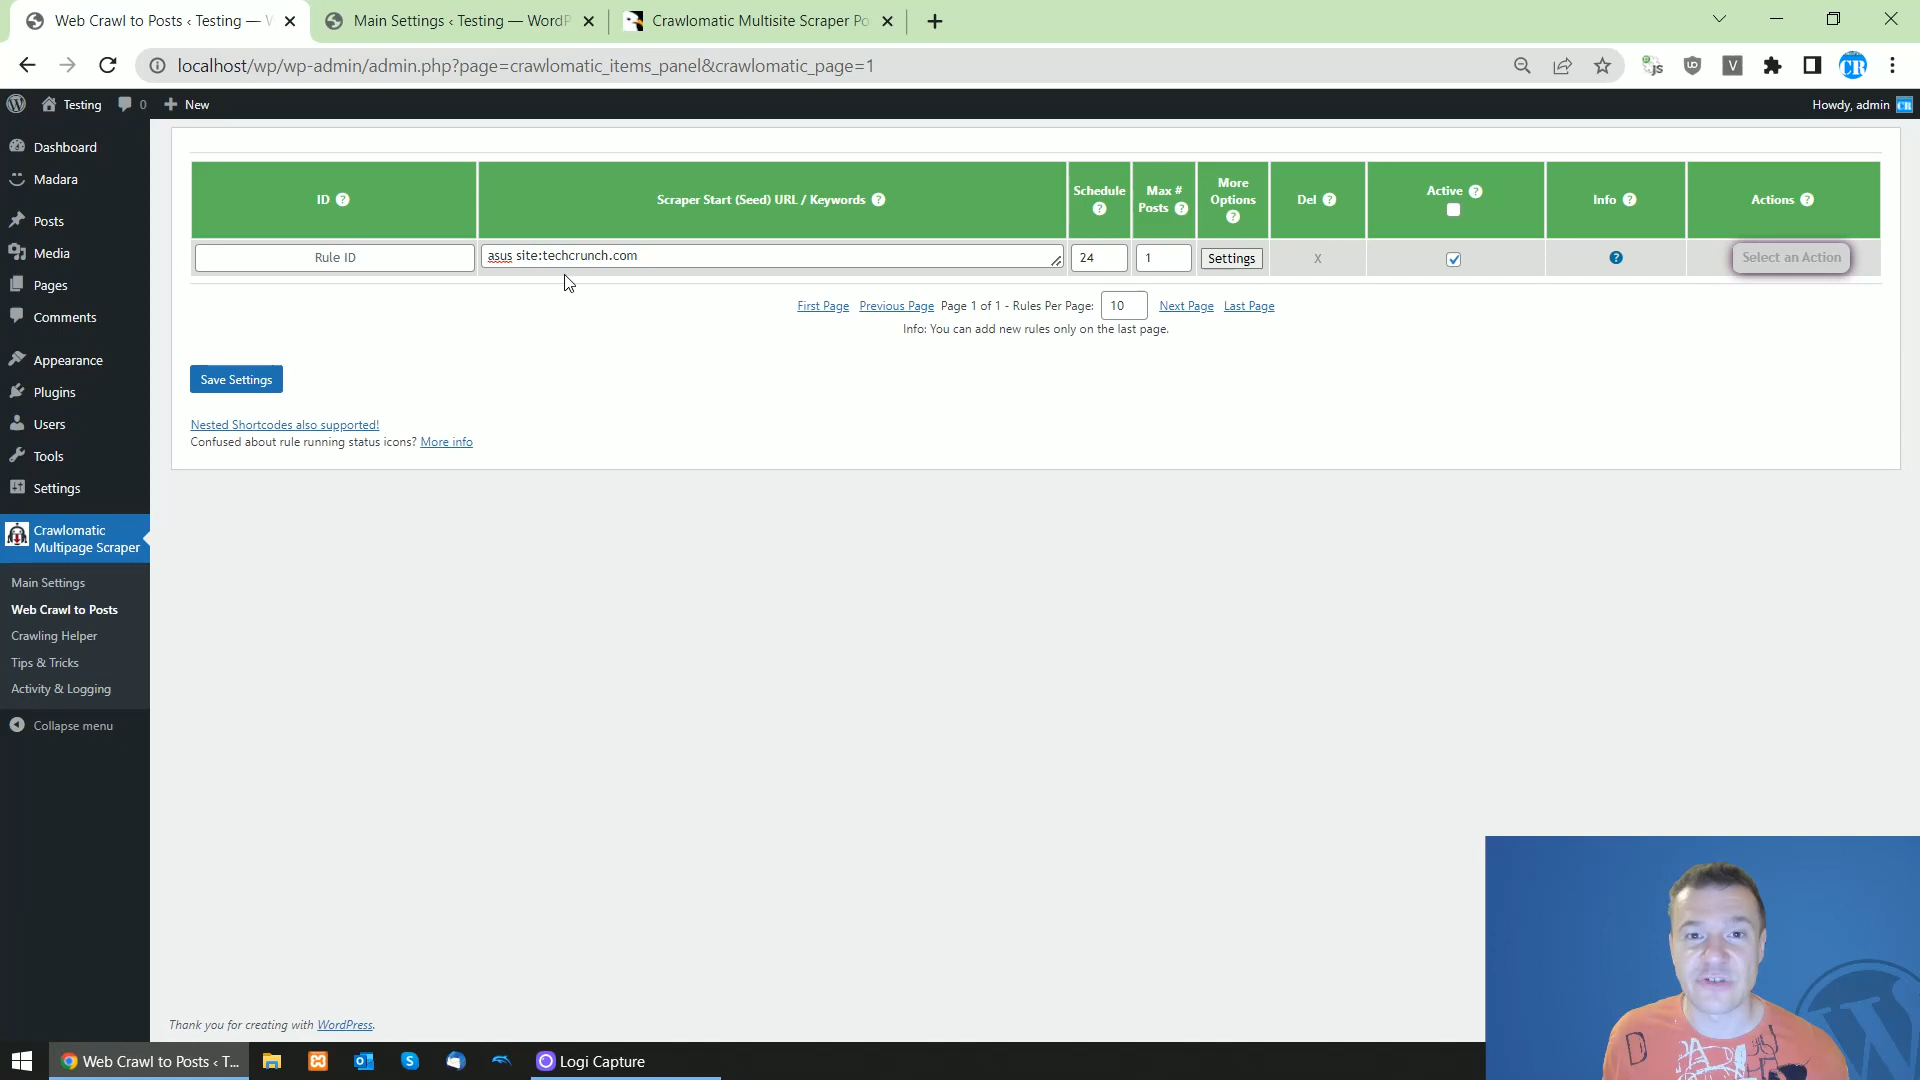 Web Crawl to Posts ‹ Testing — W
Main Settings ‹ Testing — WordP
Crawlomatic Multisite Scraper Po
localhost/wp/wp-admin/admin.php?page=crawlomatic_items_panel&crawlomatic_page=1
Testing
0
New
Howdy, admin
Dashboard
Madara
Posts
Media
Pages
Comments
Appearance
Plugins
Users
Tools
Settings
Crawlomatic
Multipage Scraper
Main Settings
Web Crawl to Posts
Crawling Helper
Tips & Tricks
Activity & Logging
Collapse menu
ID
Scraper Start (Seed) URL / Keywords
Schedule
Max #
Posts
More
Options
Del
Active
Info
Actions
Rule ID
asus site:techcrunch.com
24
1
Settings
X
Select an Action
First Page Previous Page Page 1 of 1 - Rules Per Page: 10 Next Page Last Page
Info: You can add new rules only on the last page.
Save Settings
Nested Shortcodes also supported!
Confused about rule running status icons? More info
Thank you for creating with WordPress.
Web Crawl to Posts ‹ T...
Logi Capture